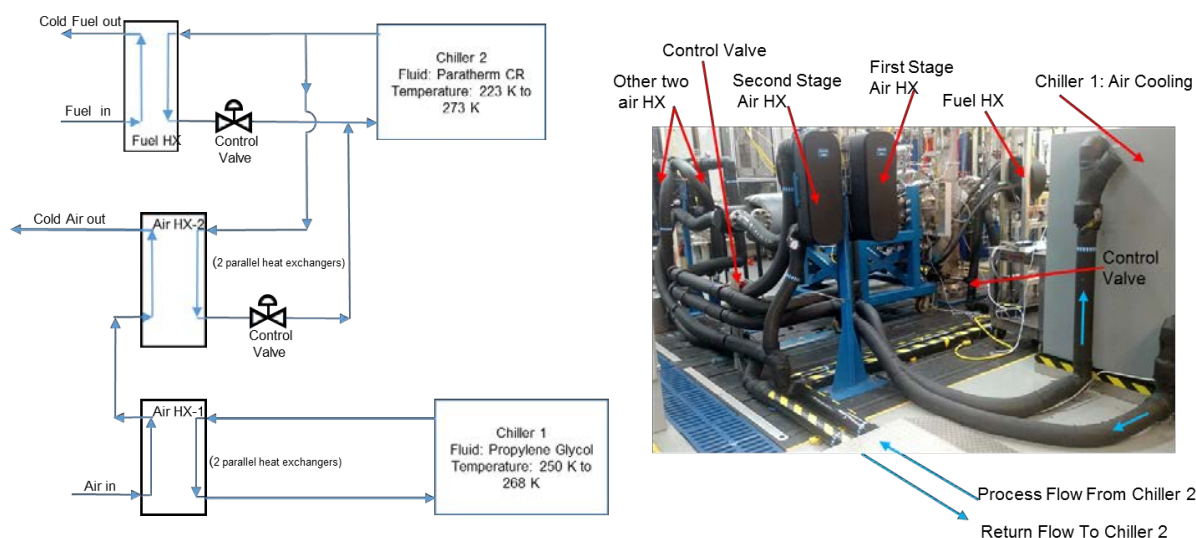 Cold Fuel out
Fuel in
Fuel HX
Control
Valve
Chiller 2
Fluid: Paratherm CR
Temperature: 223 K to
273 K
Cold Air out
Air HX-2
(2 parallel heat exchangers)
Control
Valve
Air HX-1
(2 parallel heat exchangers)
Air in
Chiller 1
Fluid: Propylene Glycol
Temperature: 250 K to
268 K
Control Valve
Other two
air HX
Second Stage
Air HX
First Stage
Air HX
Fuel HX
Chiller 1: Air Cooling
Control
Valve
Process Flow From Chiller 2
Return Flow To Chiller 2